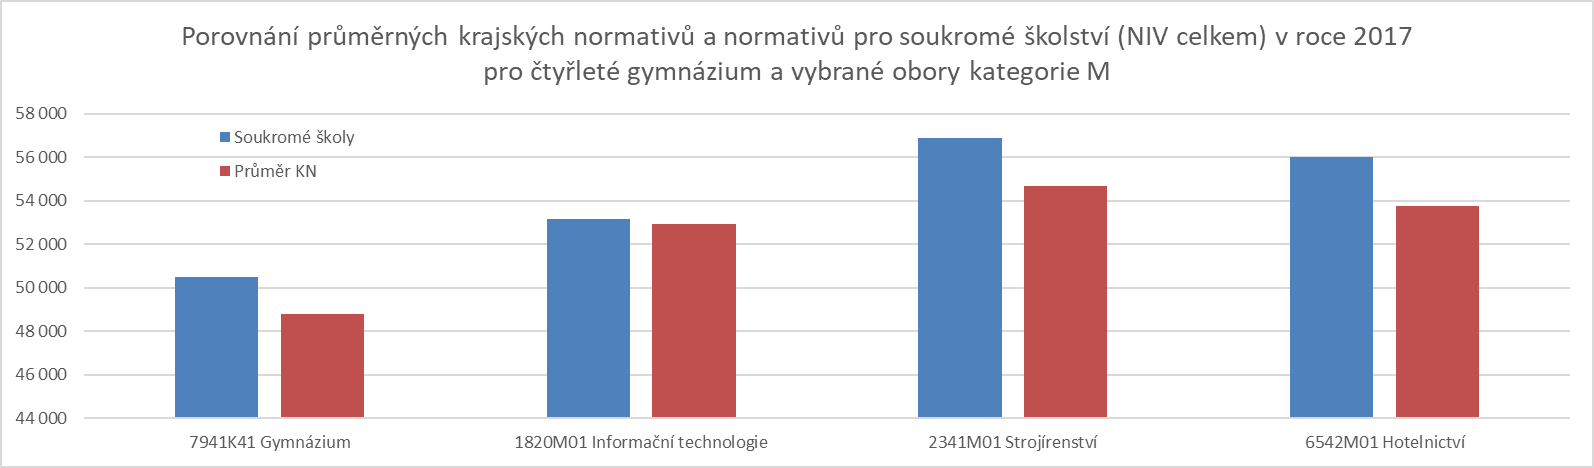 Porovnání průměrných krajských normativů a normativů pro soukromé školství (NIV celkem) v roce 2017
pro čtyřleté gymnázium a vybrané obory kategorie M
58 000
56 000
54 000
52 000
50 000
48 000
46 000
44 000
Soukromé školy
Průměr KN
7941K41 Gymnázium
1820M01 Informační technologie
2341M01 Strojírenství
6542M01 Hotelnictví